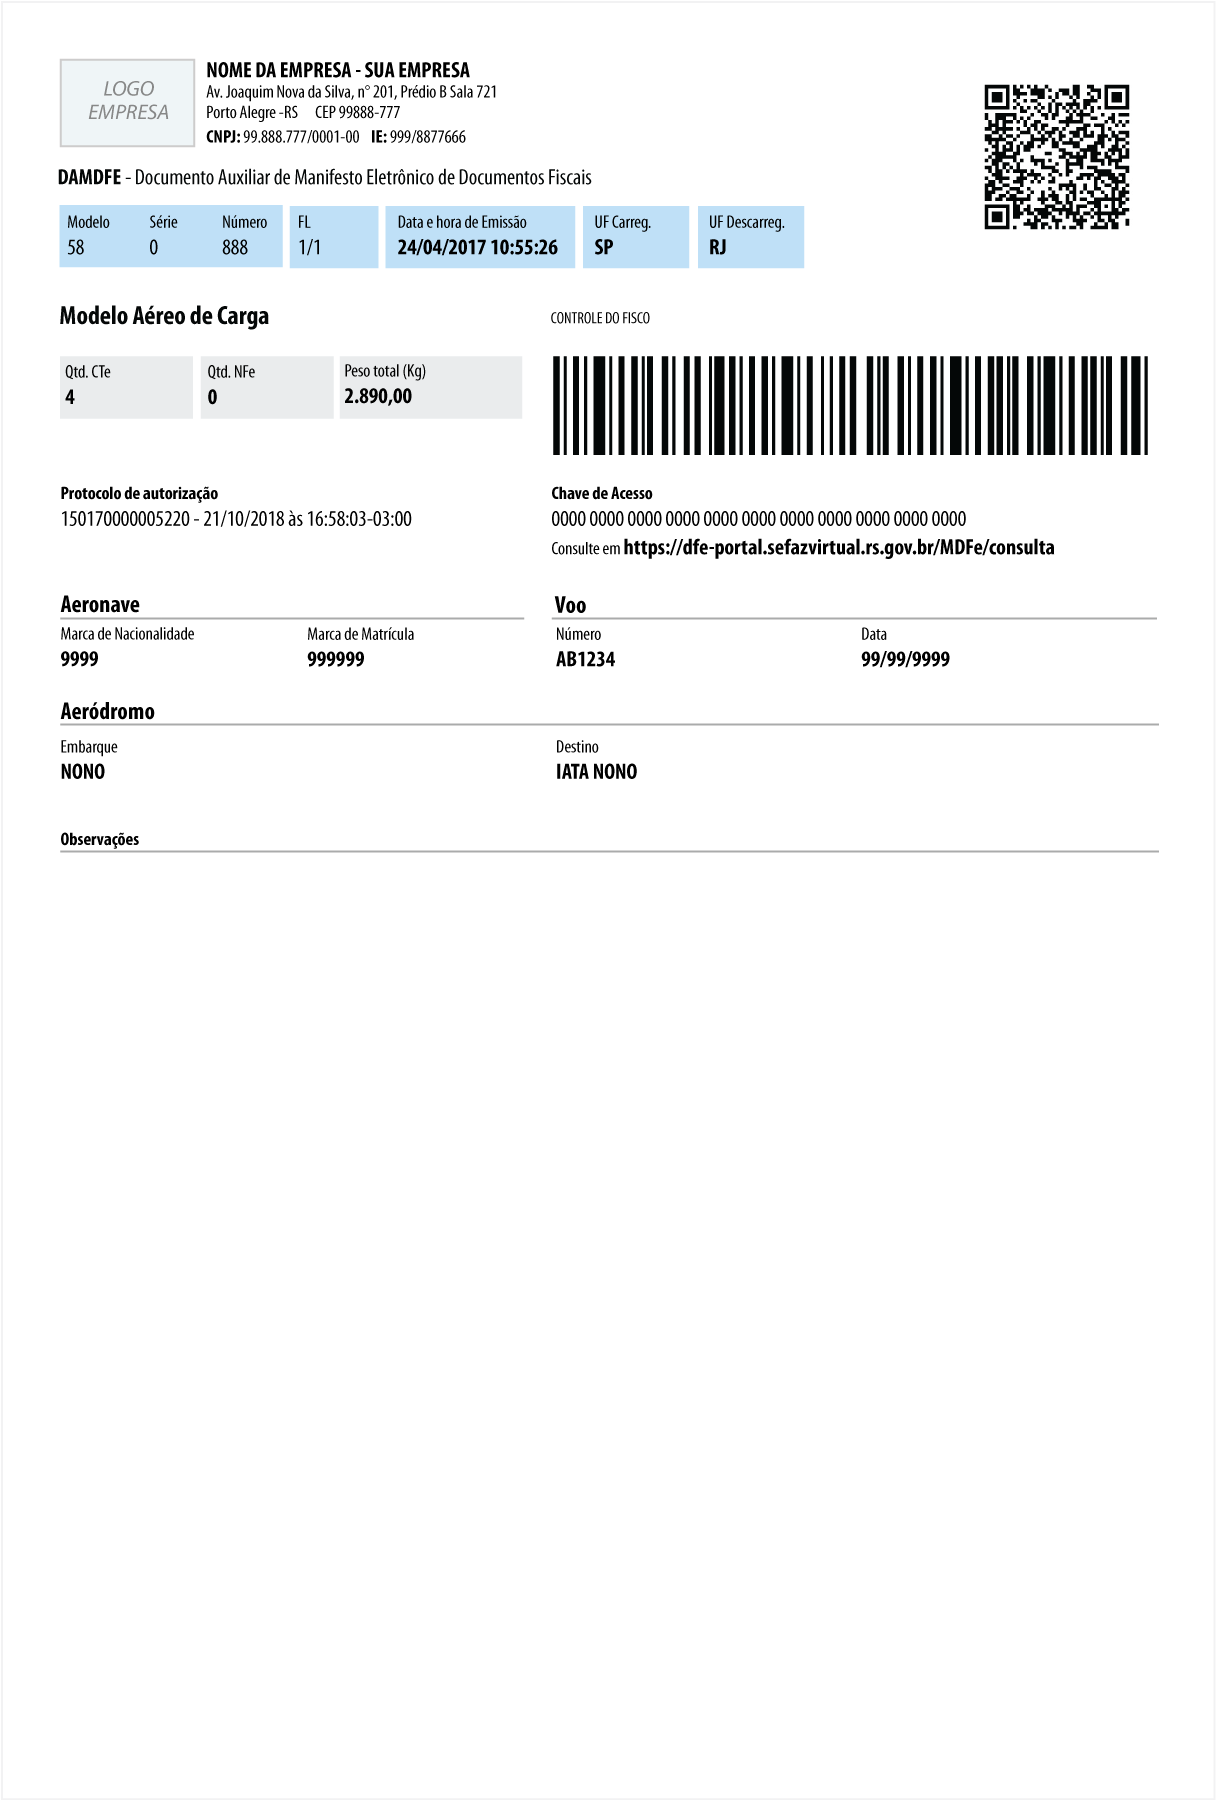 LOGO
EMPRESA
NOME DA EMPRESA - SUA EMPRESA
Av. Joaquim Nova da Silva, n° 201, Prédio B Sala 721
Porto Alegre -RS CEP 99888-777
CNPJ: 99.888.777/0001-00 IE: 999/8877666
DAMDFE - Documento Auxiliar de Manifesto Eletrônico de Documentos Fiscais
Modelo Série Número FL Data e hora de Emissão UF Carreg. UF Descarreg.
58 0 888 1/1 24/04/2017 10:55:26 SP RJ
Modelo Aéreo de Carga
CONTROLE DO FISCO
Qtd. CTe Qtd. NFe Peso total (Kg)
4 0 2.890,00
Protocolo de autorização
150170000005220 - 21/10/2018 às 16:58:03-03:00
Chave de Acesso
0000 0000 0000 0000 0000 0000 0000 0000 0000 0000 0000
Consulte em https://dfe-portal.sefazvirtual.rs.gov.br/MDFe/consulta
Aeronave
Marca de Nacionalidade Marca de Matrícula
9999 999999
Voo
Número Data
AB1234 99/99/9999
Aeródromo
Embarque Destino
NONO IATA NONO
Observações